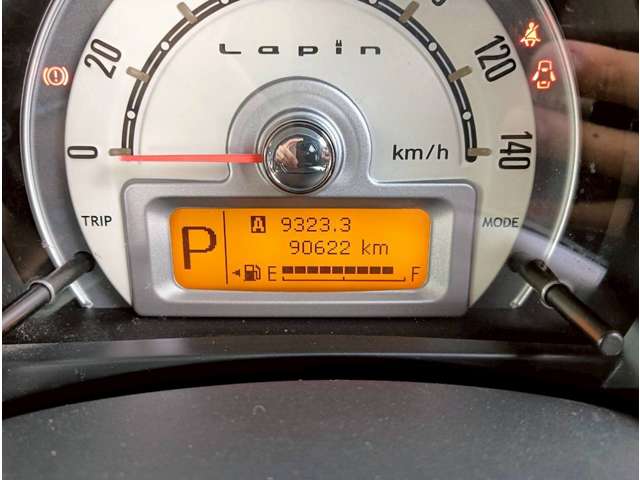 Lapin
20
120
0
km/h
140
TRIP
MODE
P
A 9323.3
90622 km
E F